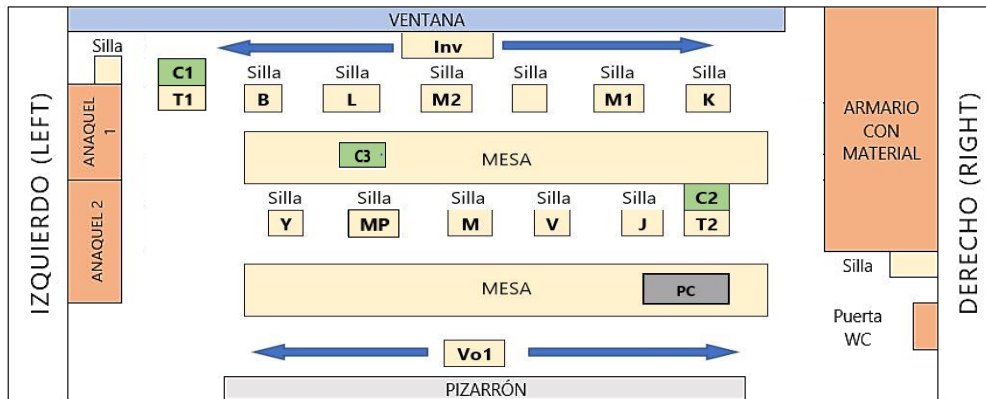 VENTANA
Silla
Inv
C1
T1
Silla Silla Silla Silla Silla Silla
B L M2 M1 K
IZQUIERDO (LEFT)
ANAQUEL 1
ANAQUEL 2
ARMARIO
CON
MATERIAL
DERECHO (RIGHT)
C3
MESA
Silla Silla Silla Silla Silla C2
Y MP M V J T2
Silla
MESA
PC
Puerta
WC
Vo1
PIZARRÓN